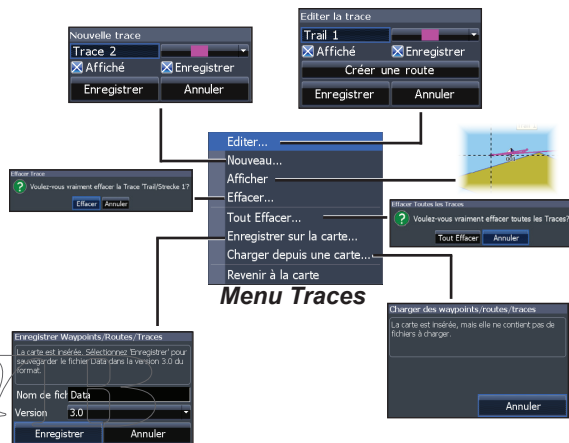 Nouvelle trace
Trace 2
Affiché
Enregistrer
Enregistrer
Annuler
Editer la trace
Trail 1
Affiché
Enregistrer
Créer une route
Enregistrer
Annuler
Editer...
Nouveau...
Afficher
Effacer...
Tout Effacer...
Enregistrer sur la carte...
Charger depuis une carte...
Revenir à la carte
Menu Traces
Effacer Trace
Voulez-vous vraiment effacer la Trace 'Trail/Strecke 1'?
Effacer
Annuler
Effacer Toutes les Traces
Voulez-vous vraiment effacer toutes les Traces?
Tout Effacer
Annuler
Enregistrer Waypoints/Routes/Traces
La carte est insérée. Sélectionnez 'Enregistrer' pour
sauvegarder le fichier Data dans la version 3.0 du
format.
Nom de fich
Data
Version
3.0
Enregistrer
Annuler
Charger des waypoints/routes/traces
La carte est insérée, mais elle ne contient pas de
fichiers à charger.
Annuler